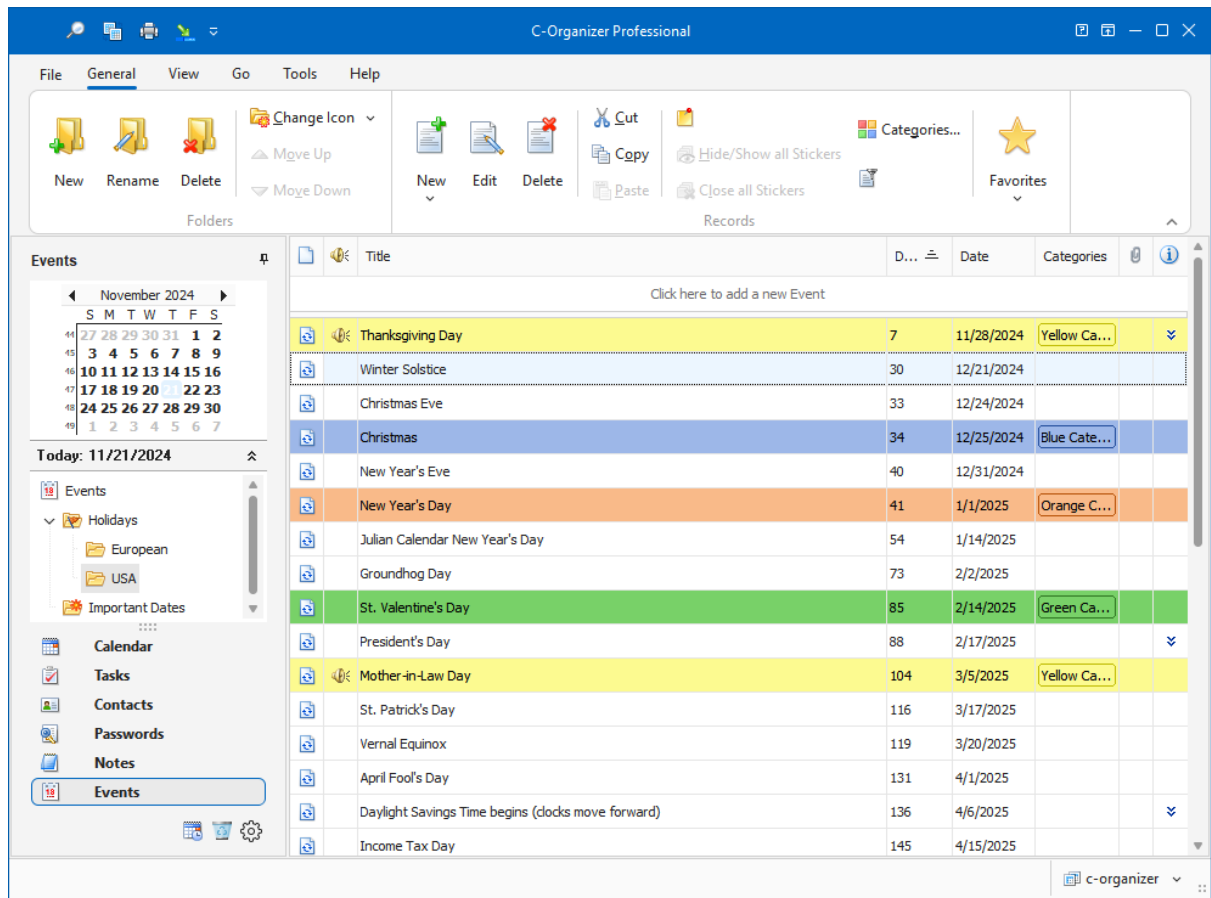 C-Organizer Professional
File General View Go Tools Help
New Rename Delete
Change Icon
Move Up
Move Down
Folders
New Edit Delete
Cut
Copy
Paste
Hide/Show all Stickers
Close all Stickers
Categories...
Favorites
Records
Events
November 2024
S M T W T F S
44 27 28 29 30 31 1 2
45 3 4 5 6 7 8 9
46 10 11 12 13 14 15 16
47 17 18 19 20 21 22 23
48 24 25 26 27 28 29 30
49 1 2 3 4 5 6 7
Today: 11/21/2024
Events
Holidays
European
USA
Important Dates
Calendar
Tasks
Contacts
Passwords
Notes
Events
Title D... Date Categories
Click here to add a new Event
Thanksgiving Day 7 11/28/2024 Yellow Ca...
Winter Solstice 30 12/21/2024
Christmas Eve 33 12/24/2024
Christmas 34 12/25/2024 Blue Cate...
New Year's Eve 40 12/31/2024
New Year's Day 41 1/1/2025 Orange C...
Julian Calendar New Year's Day 54 1/14/2025
Groundhog Day 73 2/2/2025
St. Valentine's Day 85 2/14/2025 Green Ca...
President's Day 88 2/17/2025
Mother-in-Law Day 104 3/5/2025 Yellow Ca...
St. Patrick's Day 116 3/17/2025
Vernal Equinox 119 3/20/2025
April Fool's Day 131 4/1/2025
Daylight Savings Time begins (clocks move forward) 136 4/6/2025
Income Tax Day 145 4/15/2025
c-organizer